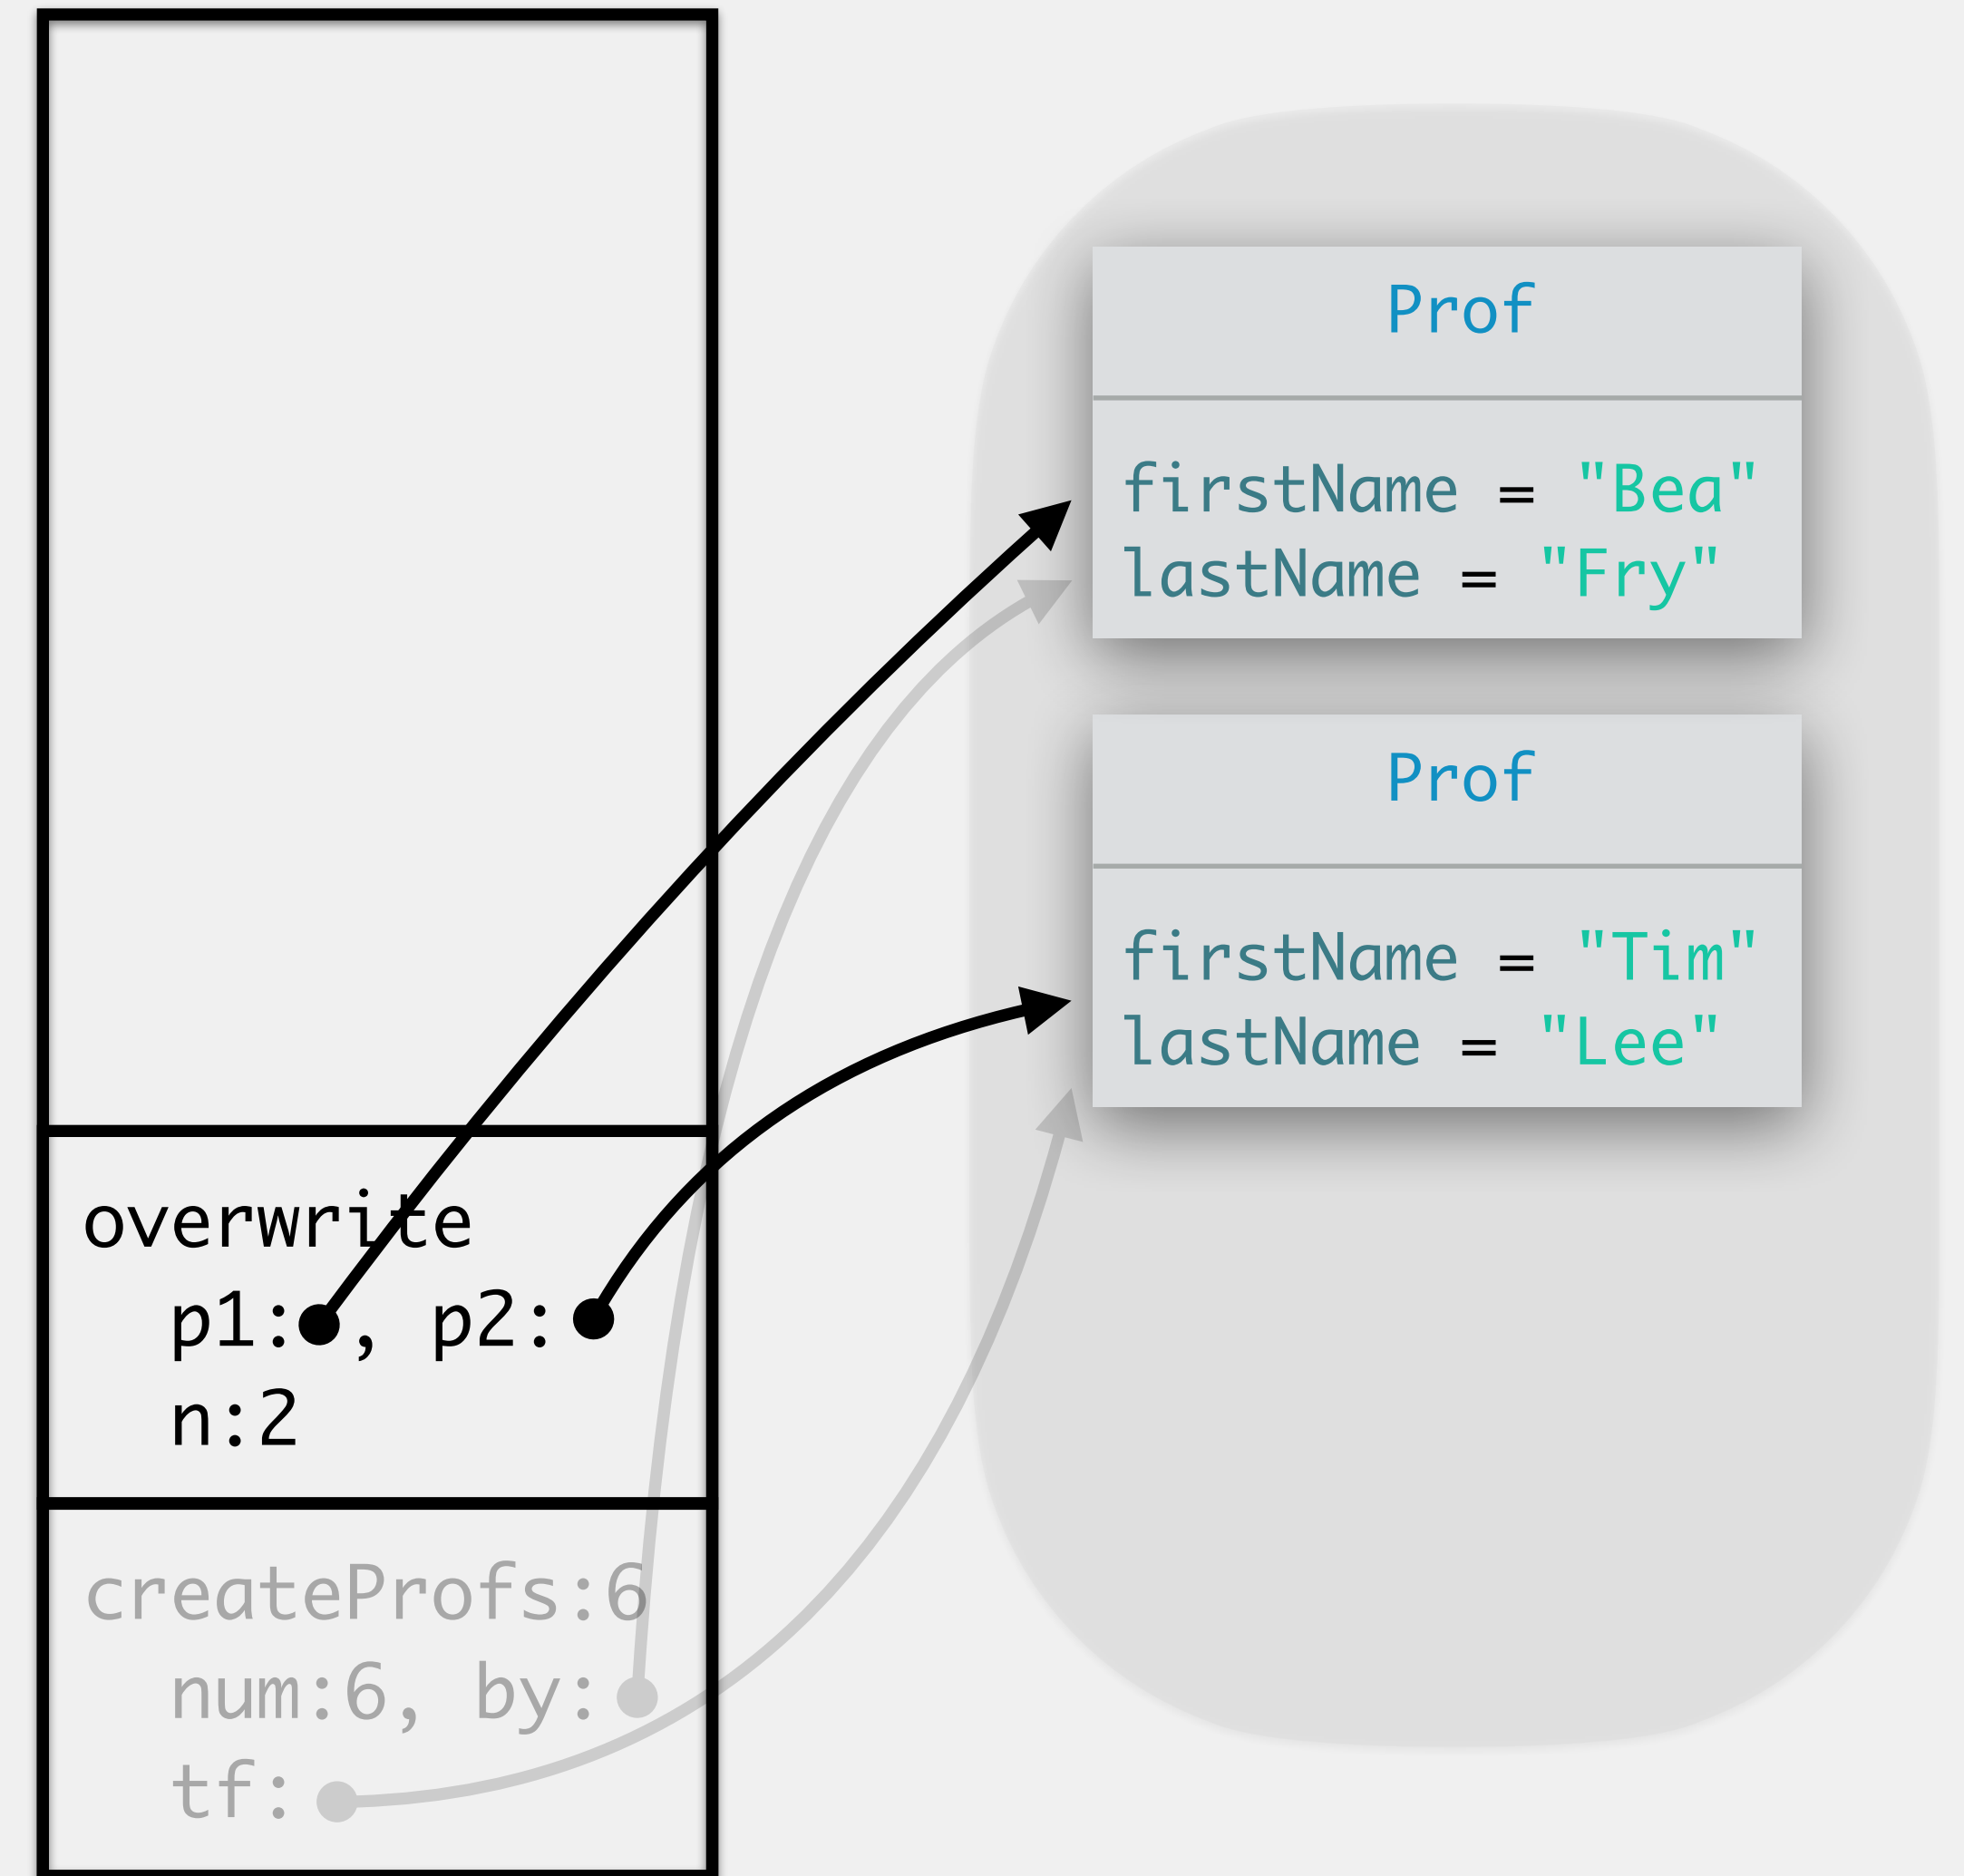 Prof
firstName = "Bea"
lastName = "Fry"
Prof
firstName = "Tim"
lastName = "Lee"
overwrite
p1: , p2:
n:2
createProfs:6
num:6, by:
tf: